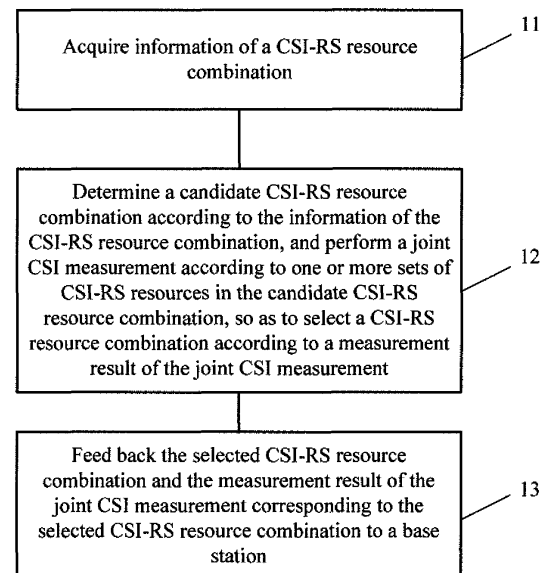 Acquire information of a CSI-RS resource
combination
11
Determine a candidate CSI-RS resource
combination according to the information of the
CSI-RS resource combination, and perform a joint
CSI measurement according to one or more sets of
CSI-RS resources in the candidate CSI-RS
resource combination, so as to select a CSI-RS
resource combination according to a measurement
result of the joint CSI measurement
12
Feed back the selected CSI-RS resource
combination and the measurement result of the
joint CSI measurement corresponding to the
selected CSI-RS resource combination to a base
station
13